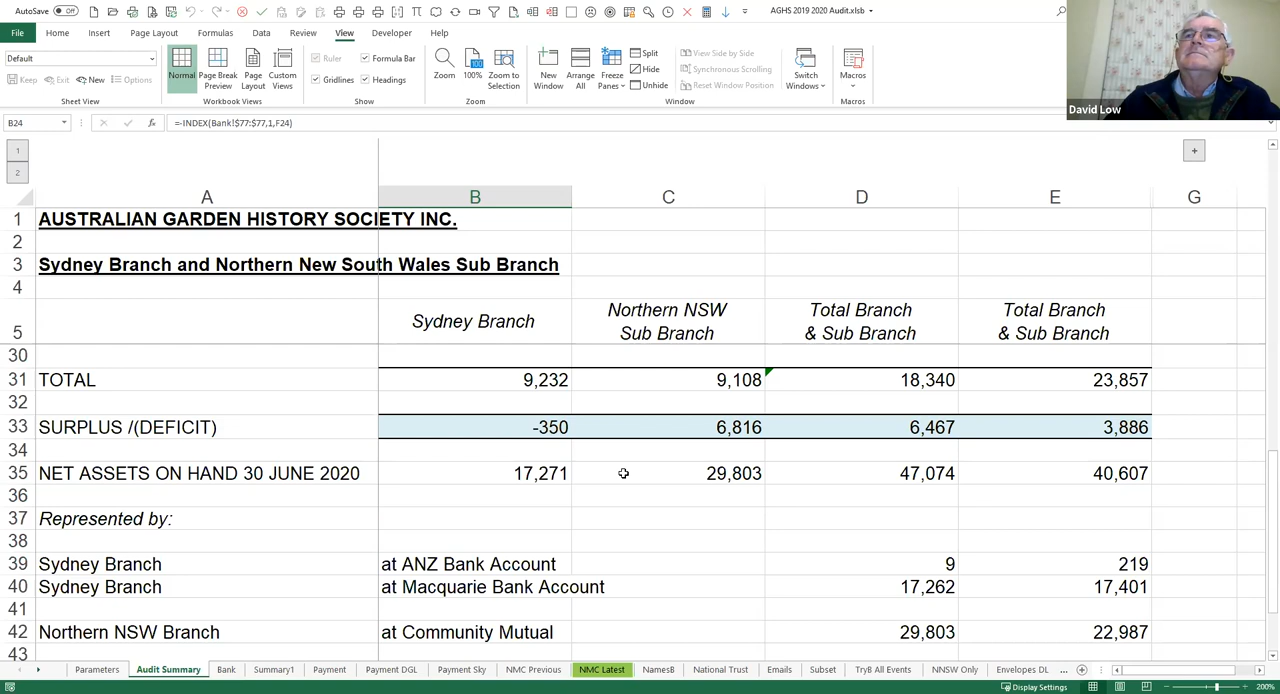 AutoSave Off AGHS 2019 2020 Audit.xlsb
File Home Insert Page Layout Formulas Data Review View Developer Help
Default
Keep Exit New Options
Sheet View
Normal Page Break Preview Page Layout Custom Views
Workbook Views
Ruler Formula Bar
Gridlines Headings
Show
Zoom 100% Zoom to Selection
Zoom
New Window Arrange All Freeze Panes Split Hide Unhide
View Side by Side
Synchronous Scrolling
Reset Window Position
Switch Windows
Window
Macros
Macros
David Low
B24 fx =-INDEX(Bank!$77:$77,1,F24)
1
2
+
A B C D E G
1 AUSTRALIAN GARDEN HISTORY SOCIETY INC.
2
3 Sydney Branch and Northern New South Wales Sub Branch
4
5 Sydney Branch Northern NSW Sub Branch Total Branch & Sub Branch Total Branch & Sub Branch
30
31 TOTAL 9,232 9,108 18,340 23,857
32
33 SURPLUS /(DEFICIT) -350 6,816 6,467 3,886
34
35 NET ASSETS ON HAND 30 JUNE 2020 17,271 29,803 47,074 40,607
36
37 Represented by:
38
39 Sydney Branch at ANZ Bank Account 9 219
40 Sydney Branch at Macquarie Bank Account 17,262 17,401
41
42 Northern NSW Branch at Community Mutual 29,803 22,987
43
Parameters Audit Summary Bank Summary1 Payment Payment DGL Payment Sky NMC Previous NMC Latest NamesB National Trust Emails Subset TryB All Events NNSW Only Envelopes DL ...
Display Settings 200%